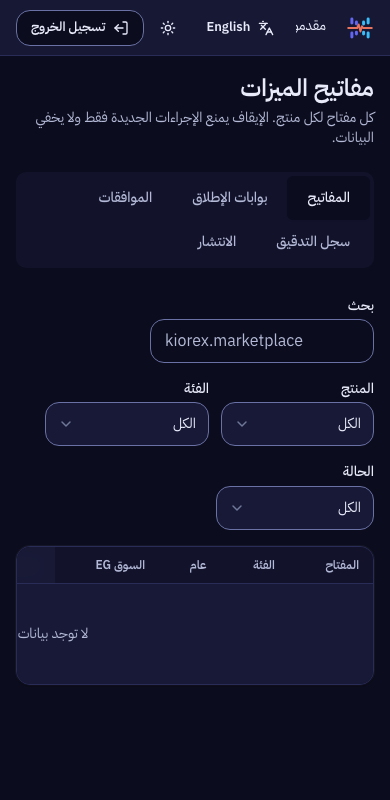 مقدمو
English
تسجيل الخروج
مفاتيح الميزات
كل مفتاح لكل منتج. الإيقاف يمنع الإجراءات الجديدة فقط ولا يخفي
البيانات.
المفاتيح
بوابات الإطلاق
الموافقات
سجل التدقيق
الانتشار
بحث
kiorex.marketplace
المنتج
الفئة
الكل
الكل
الحالة
الكل
المفتاح
الفئة
عام
السوق EG
لا توجد بيانات